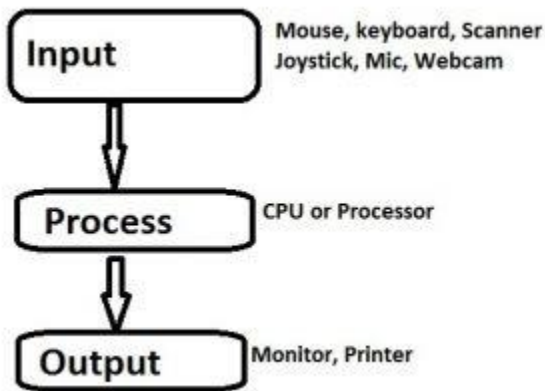 Input
Mouse, keyboard, Scanner
Joystick, Mic, Webcam
Process
CPU or Processor
Output
Monitor, Printer